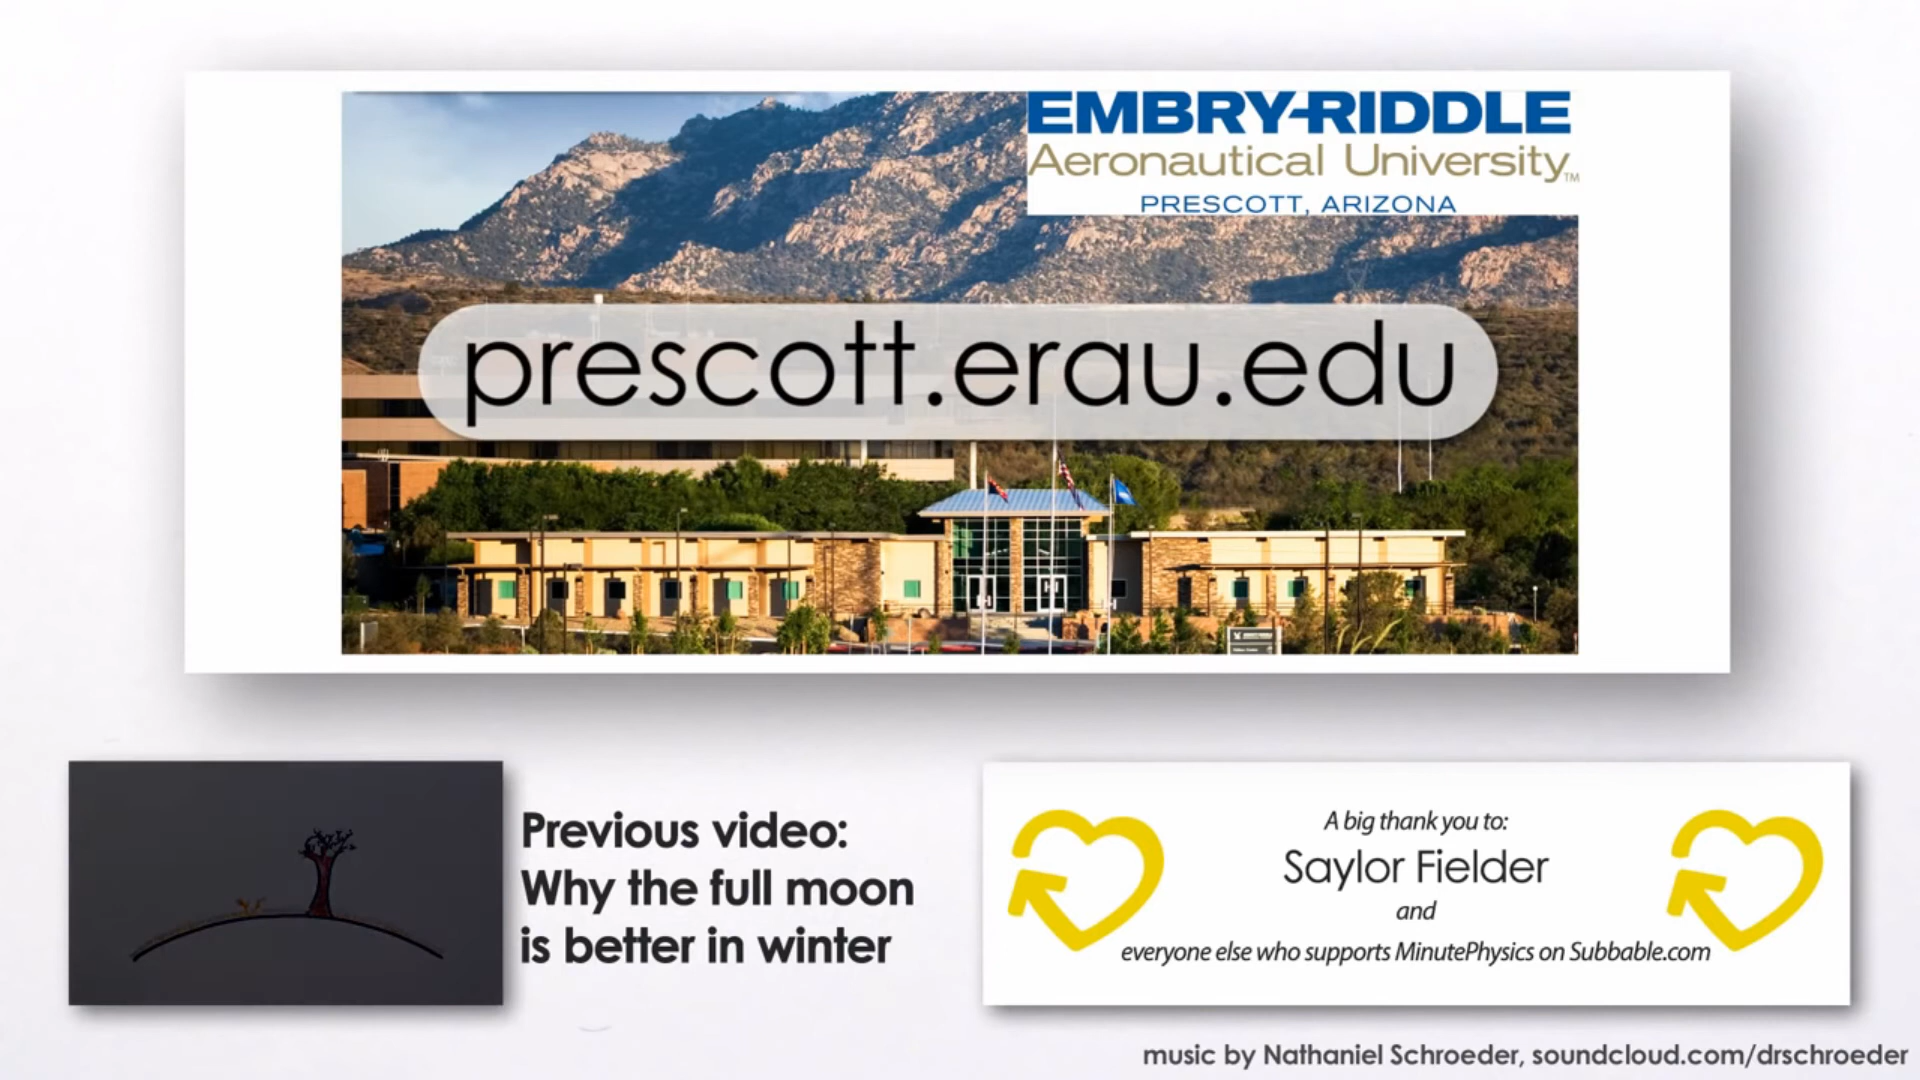 EMBRY-RIDDLE
Aeronautical University™
PRESCOTT, ARIZONA
prescott.erau.edu
Previous video:
Why the full moon
is better in winter
A big thank you to:
Saylor Fielder
and
everyone else who supports MinutePhysics on Subbable.com
music by Nathaniel Schroeder, soundcloud.com/drschroeder